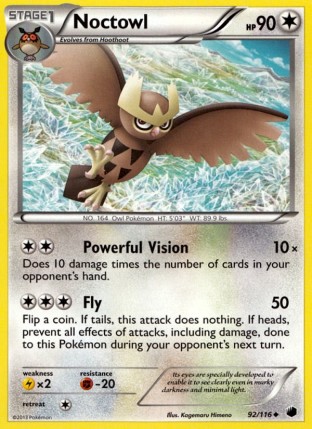 STAGE1
Noctowl
HP90
Evolves from Hoothoot
NO. 164 Owl Pokémon HT. 5'03" WT. 89.9 lbs.
Powerful Vision 10×
Does 10 damage times the number of cards in your
opponent's hand.
Fly 50
Flip a coin. If tails, this attack does nothing. If heads,
prevent all effects of attacks, including damage, done
to this Pokémon during your opponent's next turn.
weakness resistance
×2 -20
retreat
Its eyes are specially developed to
enable it to see clearly even in murky
darkness and minimal light.
©2013 Pokémon
Illus. Kagemaru Himeno 92/116